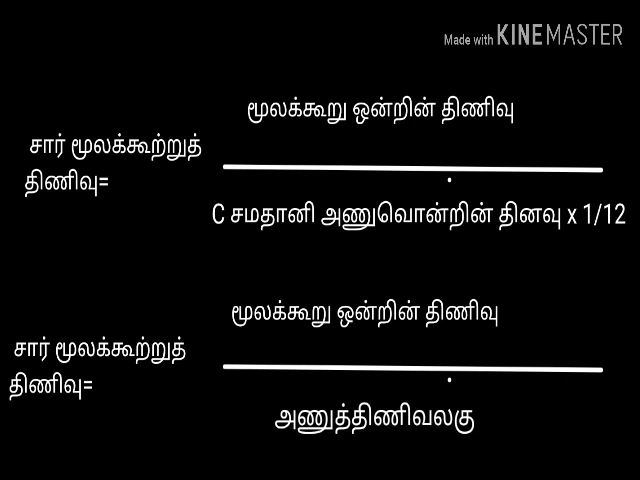 Made with KINEMASTER
மூலக்கூறு ஒன்றின் திணிவு
சார் மூலக்கூற்றுத்
திணிவு=
C சமதானி அணுவொன்றின் தினவு x 1/12
மூலக்கூறு ஒன்றின் திணிவு
சார் மூலக்கூற்றுத்
திணிவு=
அணுத்திணிவலகு